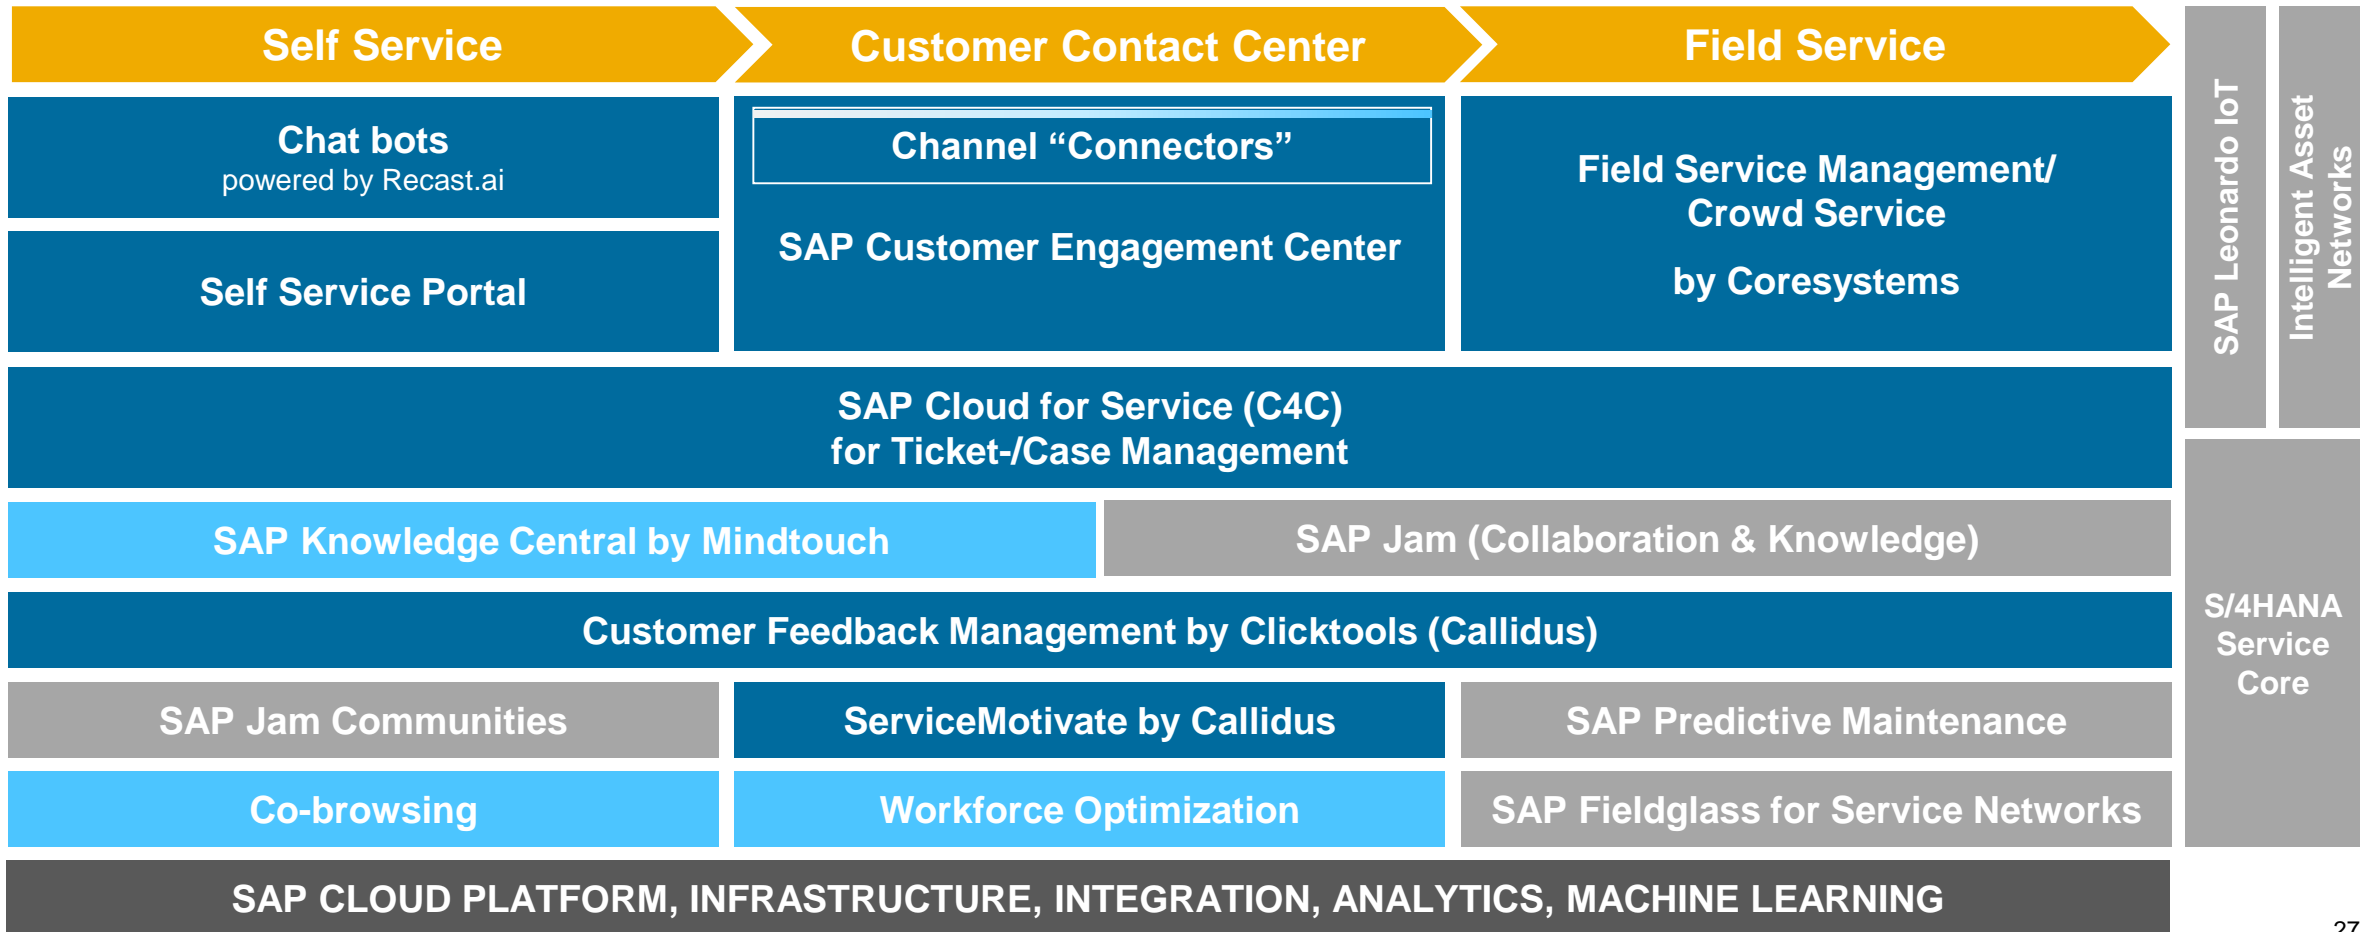 Self Service
Customer Contact Center
Field Service
Chat bots
powered by Recast.ai
Self Service Portal
Channel “Connectors”
SAP Customer Engagement Center
Field Service Management/
Crowd Service
by Coresystems
SAP Leonardo IoT
Intelligent Asset
Networks
SAP Cloud for Service (C4C)
for Ticket-/Case Management
SAP Knowledge Central by Mindtouch
SAP Jam (Collaboration & Knowledge)
Customer Feedback Management by Clicktools (Callidus)
S/4HANA
Service
Core
SAP Jam Communities
ServiceMotivate by Callidus
SAP Predictive Maintenance
Co-browsing
Workforce Optimization
SAP Fieldglass for Service Networks
SAP CLOUD PLATFORM, INFRASTRUCTURE, INTEGRATION, ANALYTICS, MACHINE LEARNING
27